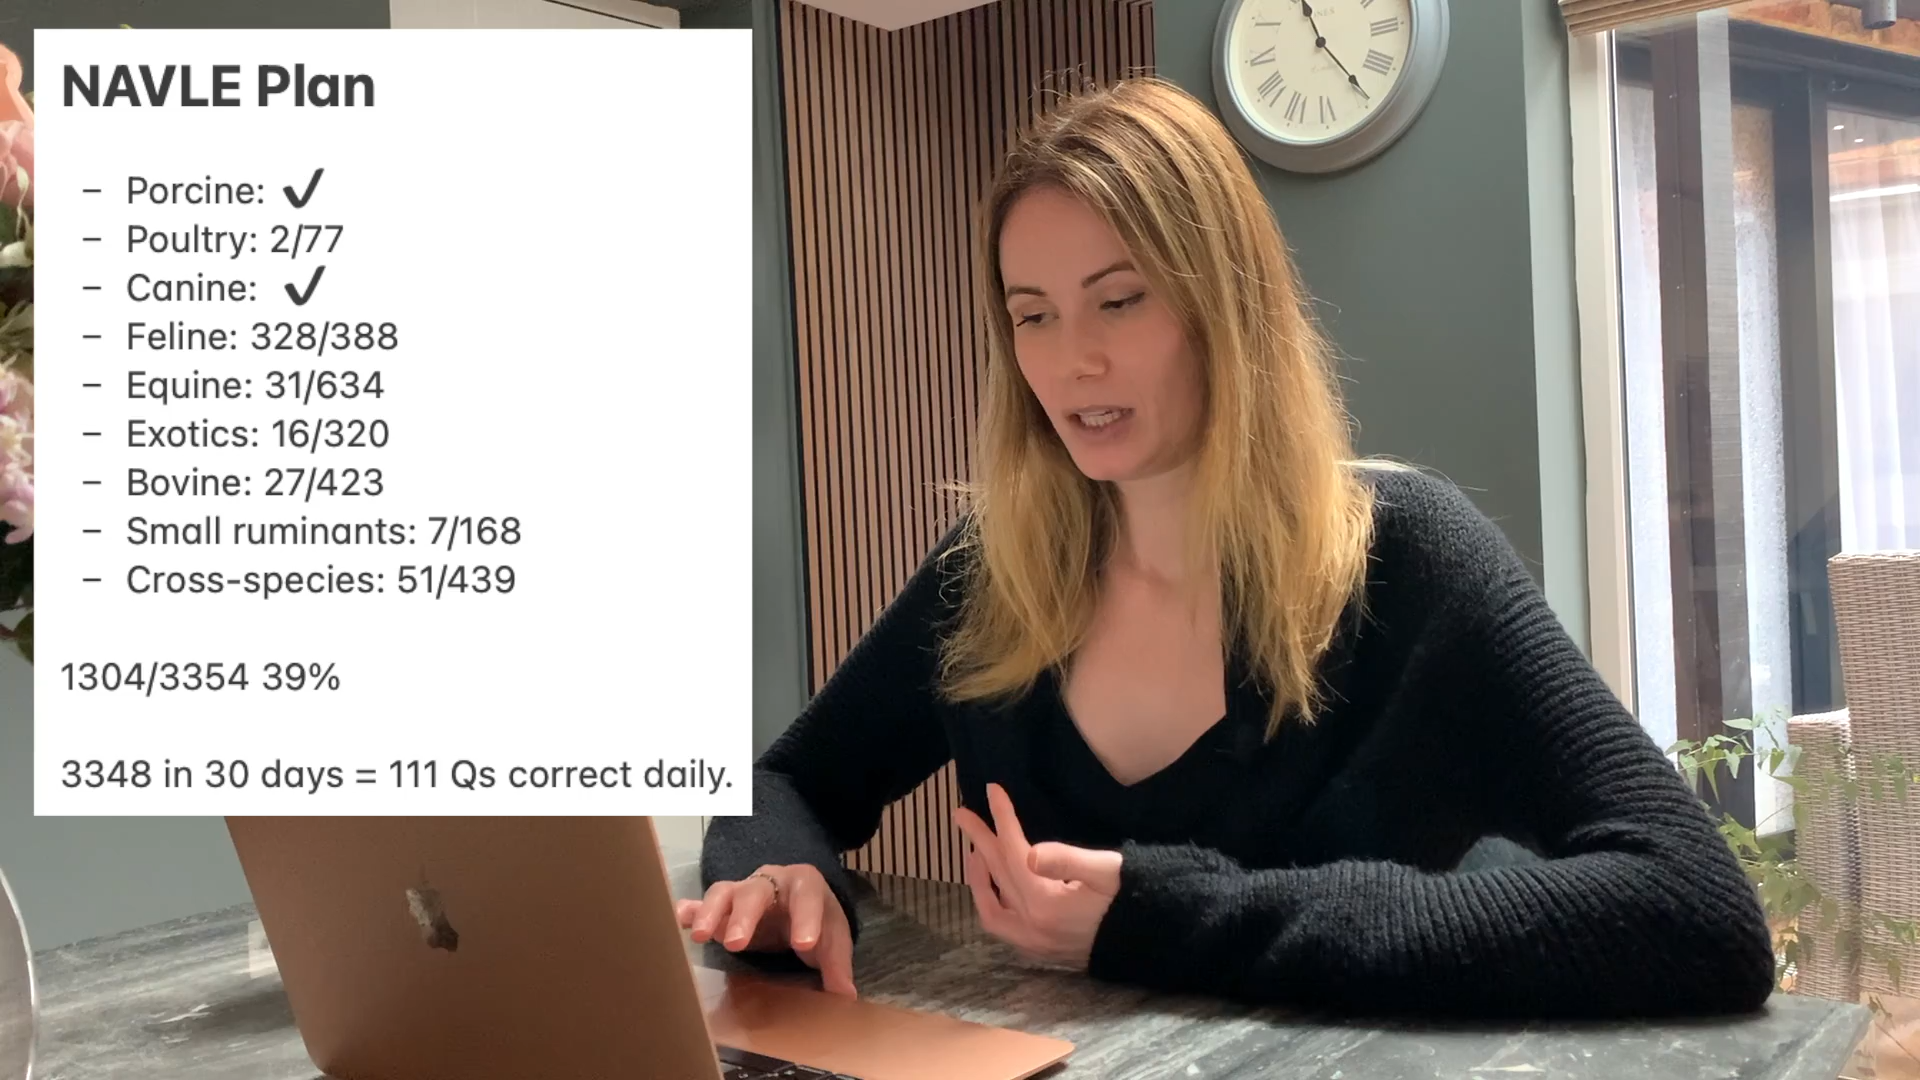 NAVLE Plan
– Porcine: ✔
– Poultry: 2/77
– Canine: ✔
– Feline: 328/388
– Equine: 31/634
– Exotics: 16/320
– Bovine: 27/423
– Small ruminants: 7/168
– Cross-species: 51/439
1304/3354 39%
3348 in 30 days = 111 Qs correct daily.